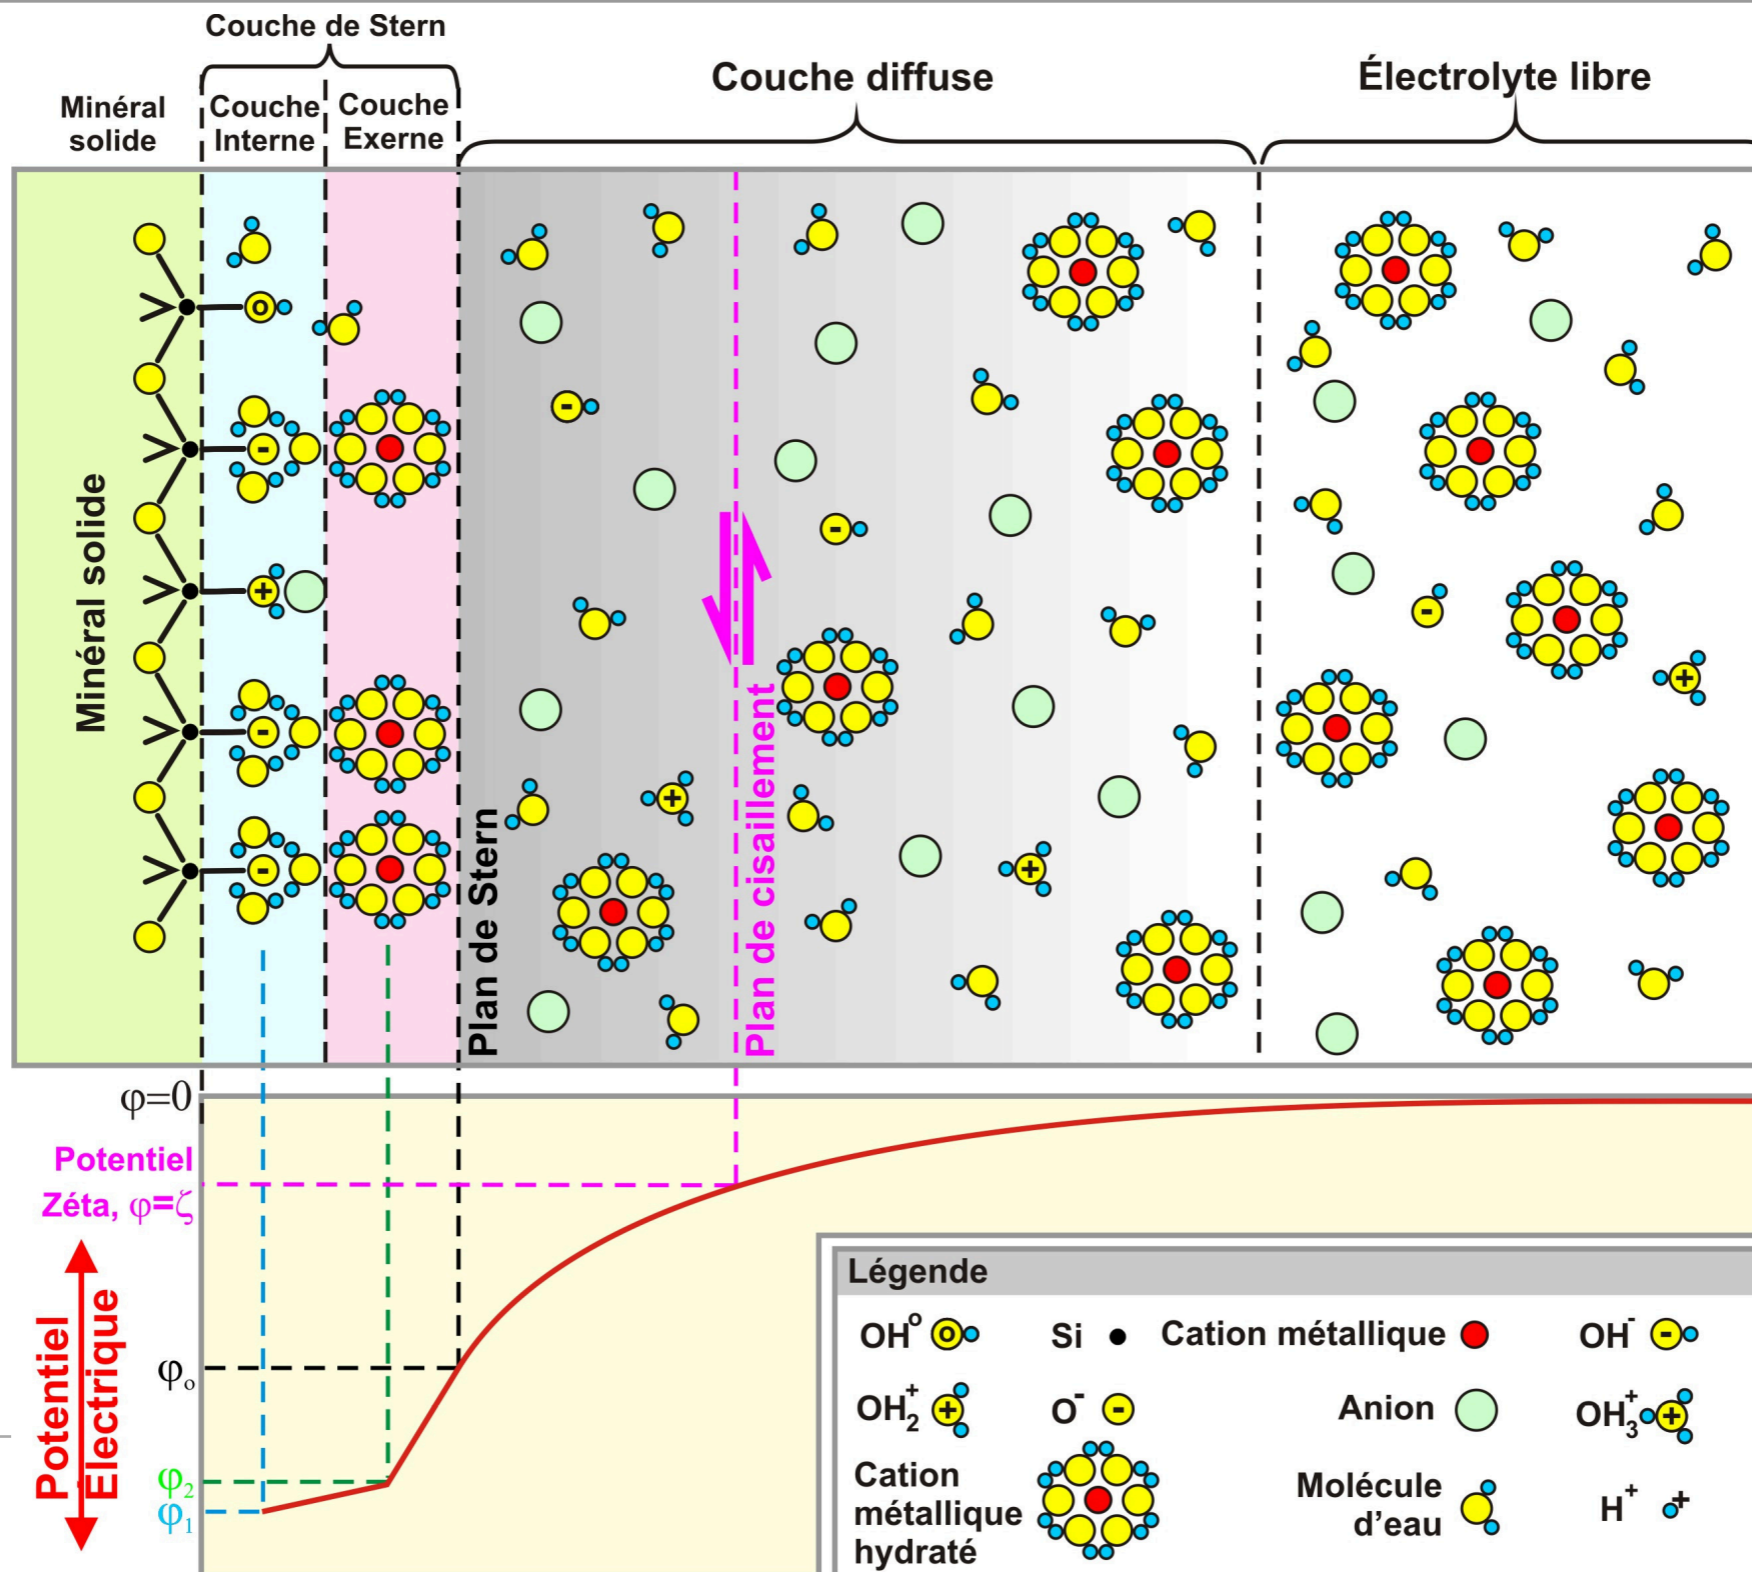 Couche de Stern
Couche diffuse
Électrolyte libre
Minéral
solide
Couche
Interne
Couche
Exerne
Minéral solide
Plan de Stern
Plan de cisaillement
φ=0
Potentiel
Zéta, φ=ζ
Potentiel
Électrique
φo
φ2
φ1
Légende
OHo
Si
Cation métallique
OH-
OH2+
O-
Anion
OH3+
Cation
métallique
hydraté
Molécule
d’eau
H+